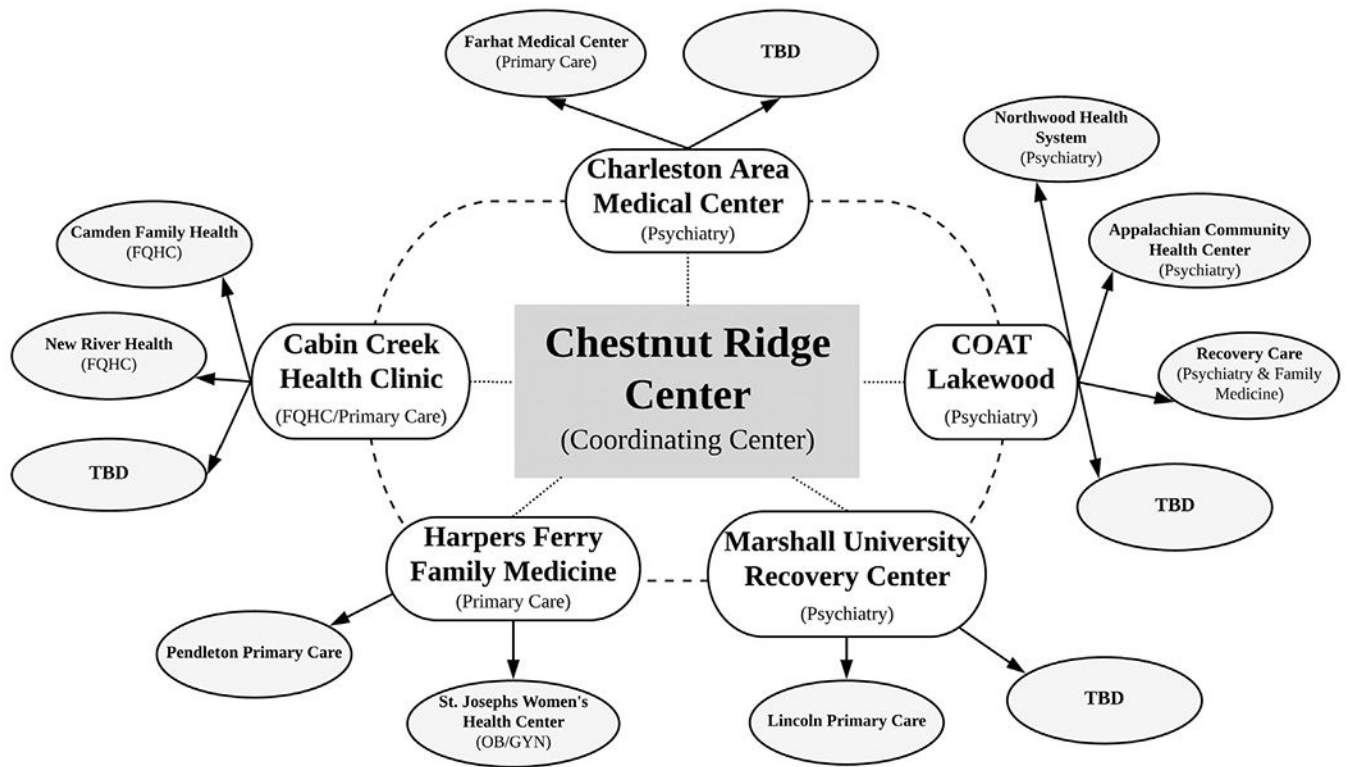 Farhat Medical Center
(Primary Care)
TBD
Northwood Health
System
(Psychiatry)
Charleston Area
Medical Center
(Psychiatry)
Camden Family Health
(FQHC)
Appalachian Community
Health Center
(Psychiatry)
New River Health
(FQHC)
Cabin Creek
Health Clinic
(FQHC/Primary Care)
Chestnut Ridge
Center
(Coordinating Center)
COAT
Lakewood
(Psychiatry)
Recovery Care
(Psychiatry & Family
Medicine)
TBD
TBD
Harpers Ferry
Family Medicine
(Primary Care)
Marshall University
Recovery Center
(Psychiatry)
Pendleton Primary Care
St. Josephs Women's
Health Center
(OB/GYN)
Lincoln Primary Care
TBD